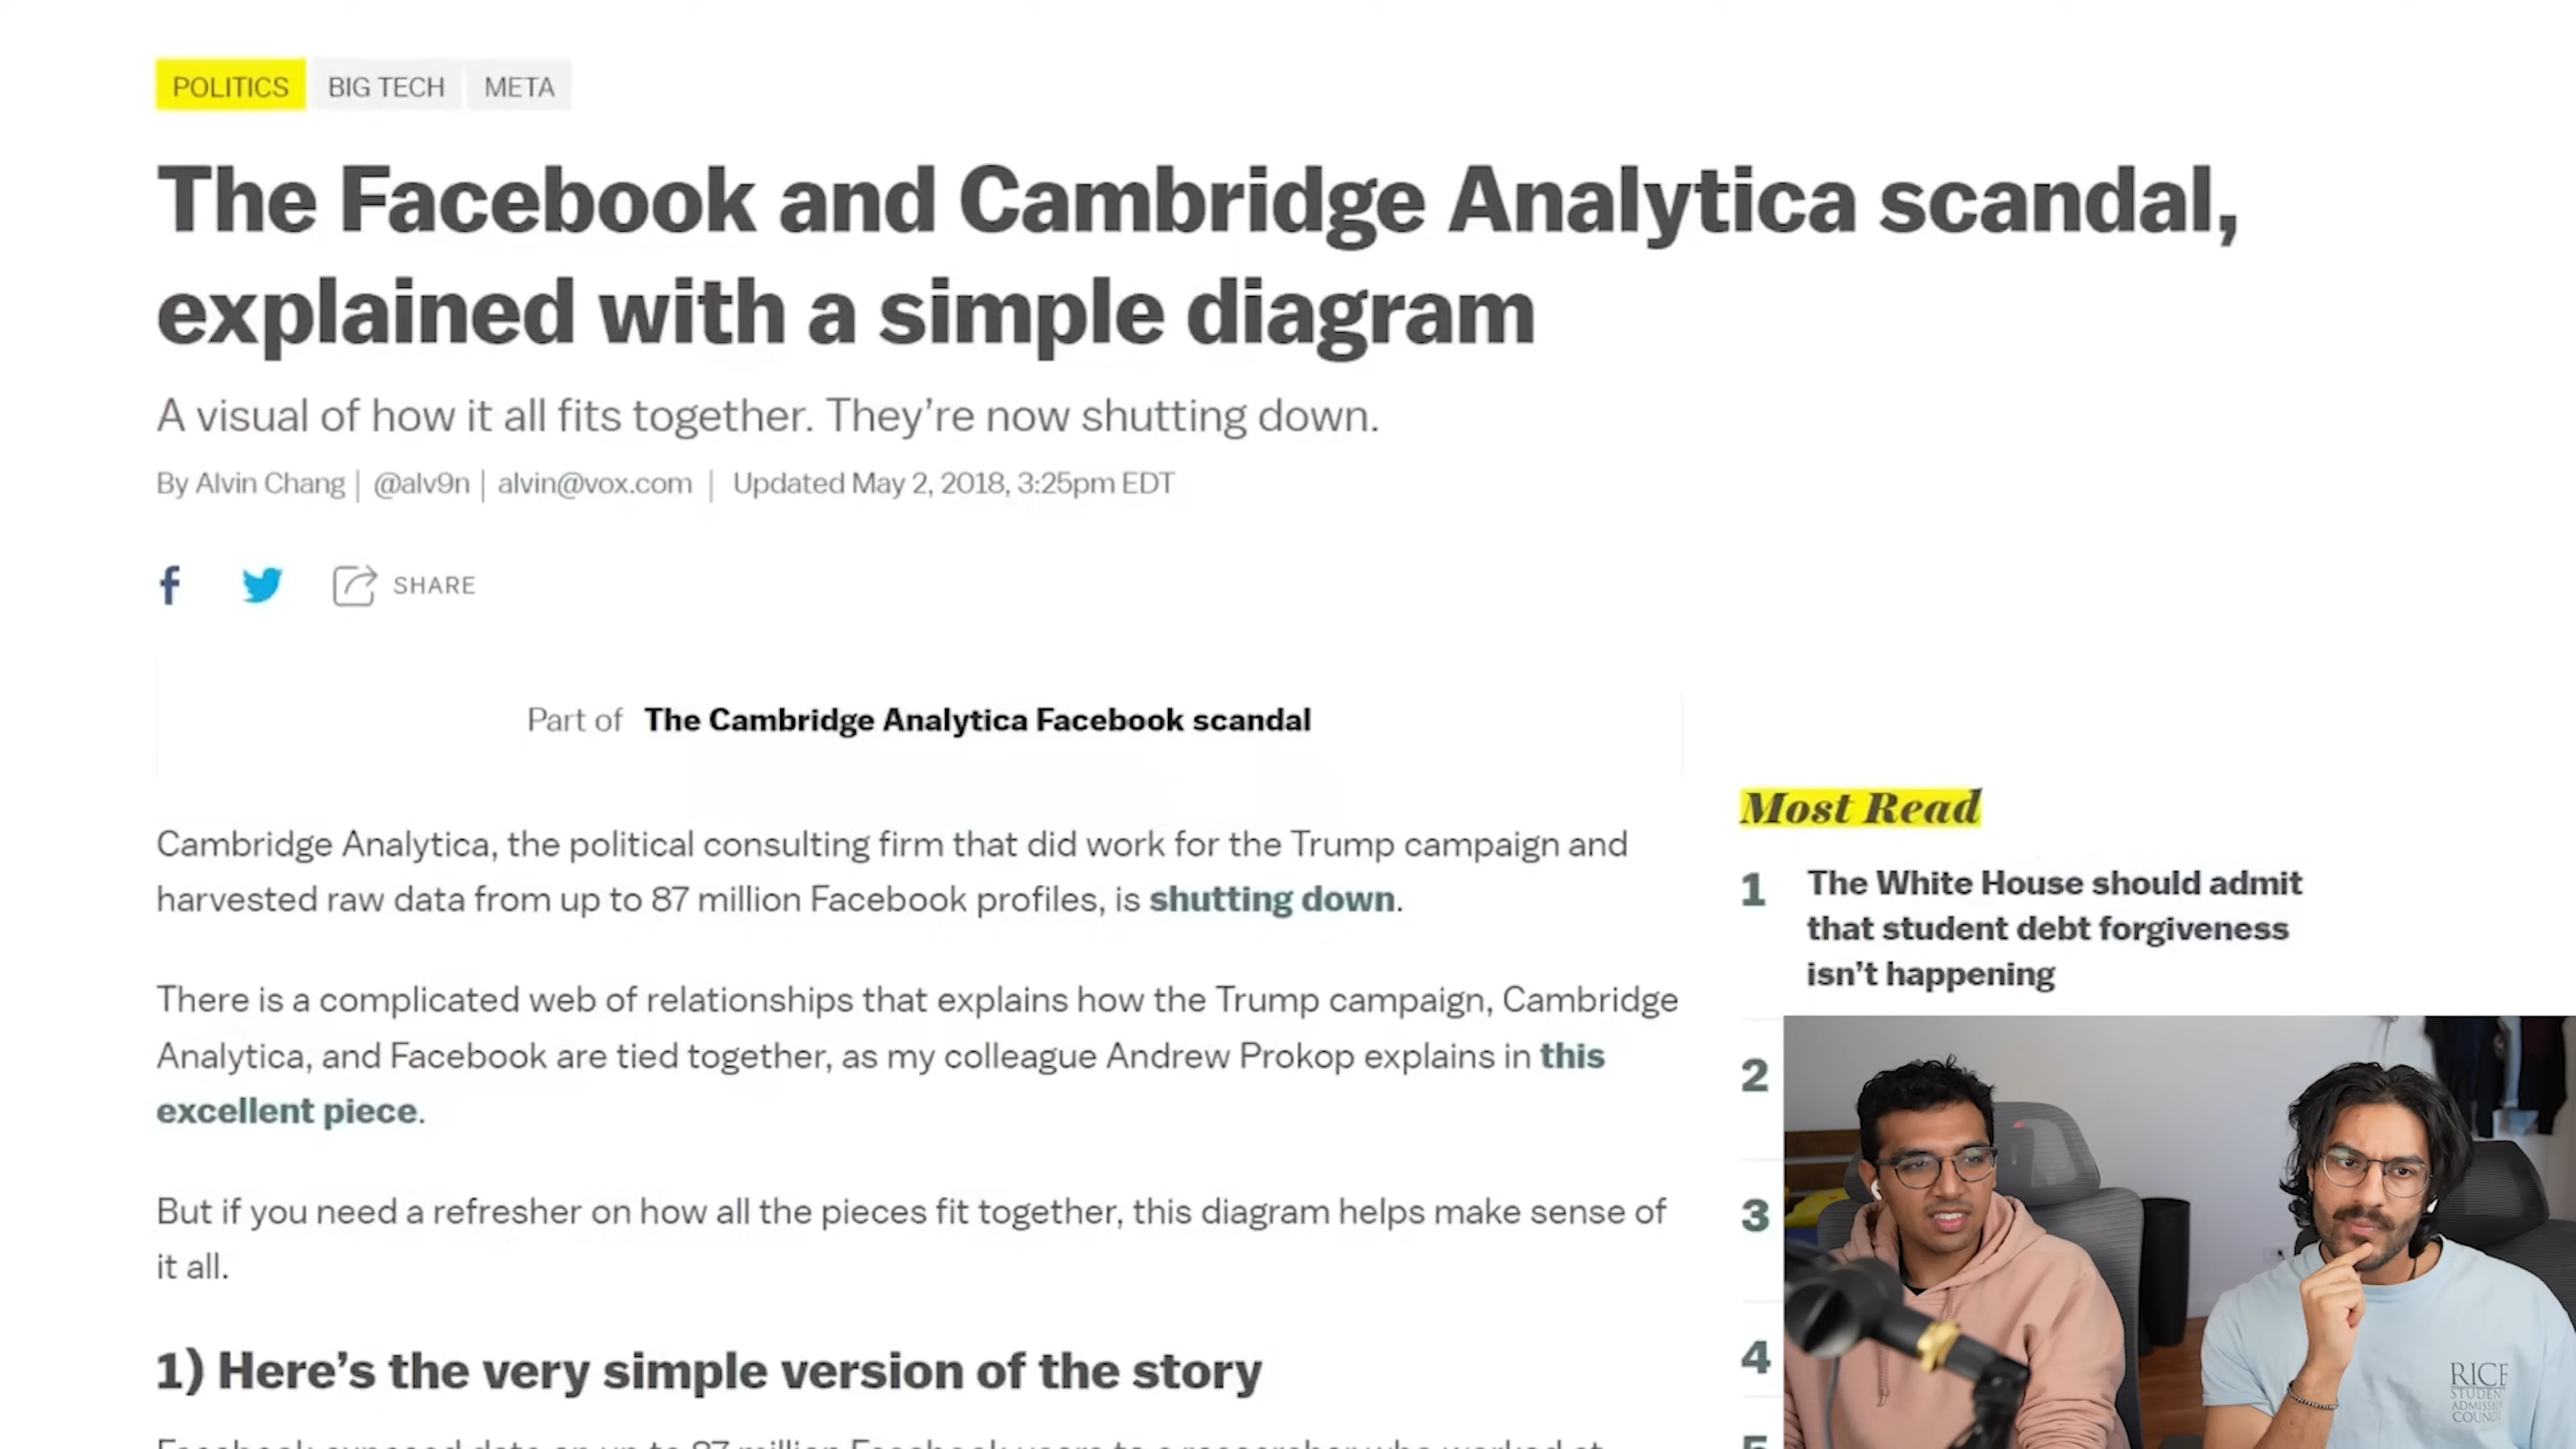 POLITICS BIG TECH META
The Facebook and Cambridge Analytica scandal,
explained with a simple diagram
A visual of how it all fits together. They're now shutting down.
By Alvin Chang | @alv9n | alvin@vox.com | Updated May 2, 2018, 3:25pm EDT
f SHARE
Part of The Cambridge Analytica Facebook scandal
Cambridge Analytica, the political consulting firm that did work for the Trump campaign and
harvested raw data from up to 87 million Facebook profiles, is shutting down.
There is a complicated web of relationships that explains how the Trump campaign, Cambridge
Analytica, and Facebook are tied together, as my colleague Andrew Prokop explains in this
excellent piece.
But if you need a refresher on how all the pieces fit together, this diagram helps make sense of
it all.
1) Here's the very simple version of the story
Most Read
1 The White House should admit
that student debt forgiveness
isn't happening
2
3
4
RICE
STUDENT